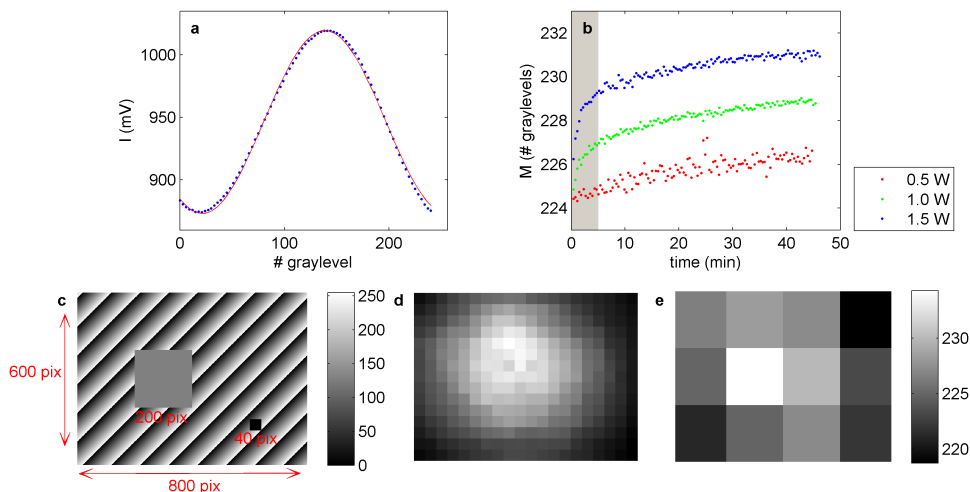 a
1000
950
900
I (mV)
0
100
200
# graylevel
b
232
230
228
226
224
M (# graylevels)
0
10
20
30
40
50
time (min)
0.5 W
1.0 W
1.5 W
c
600 pix
200 pix
40 pix
800 pix
250
200
150
100
50
0
d
e
230
225
220